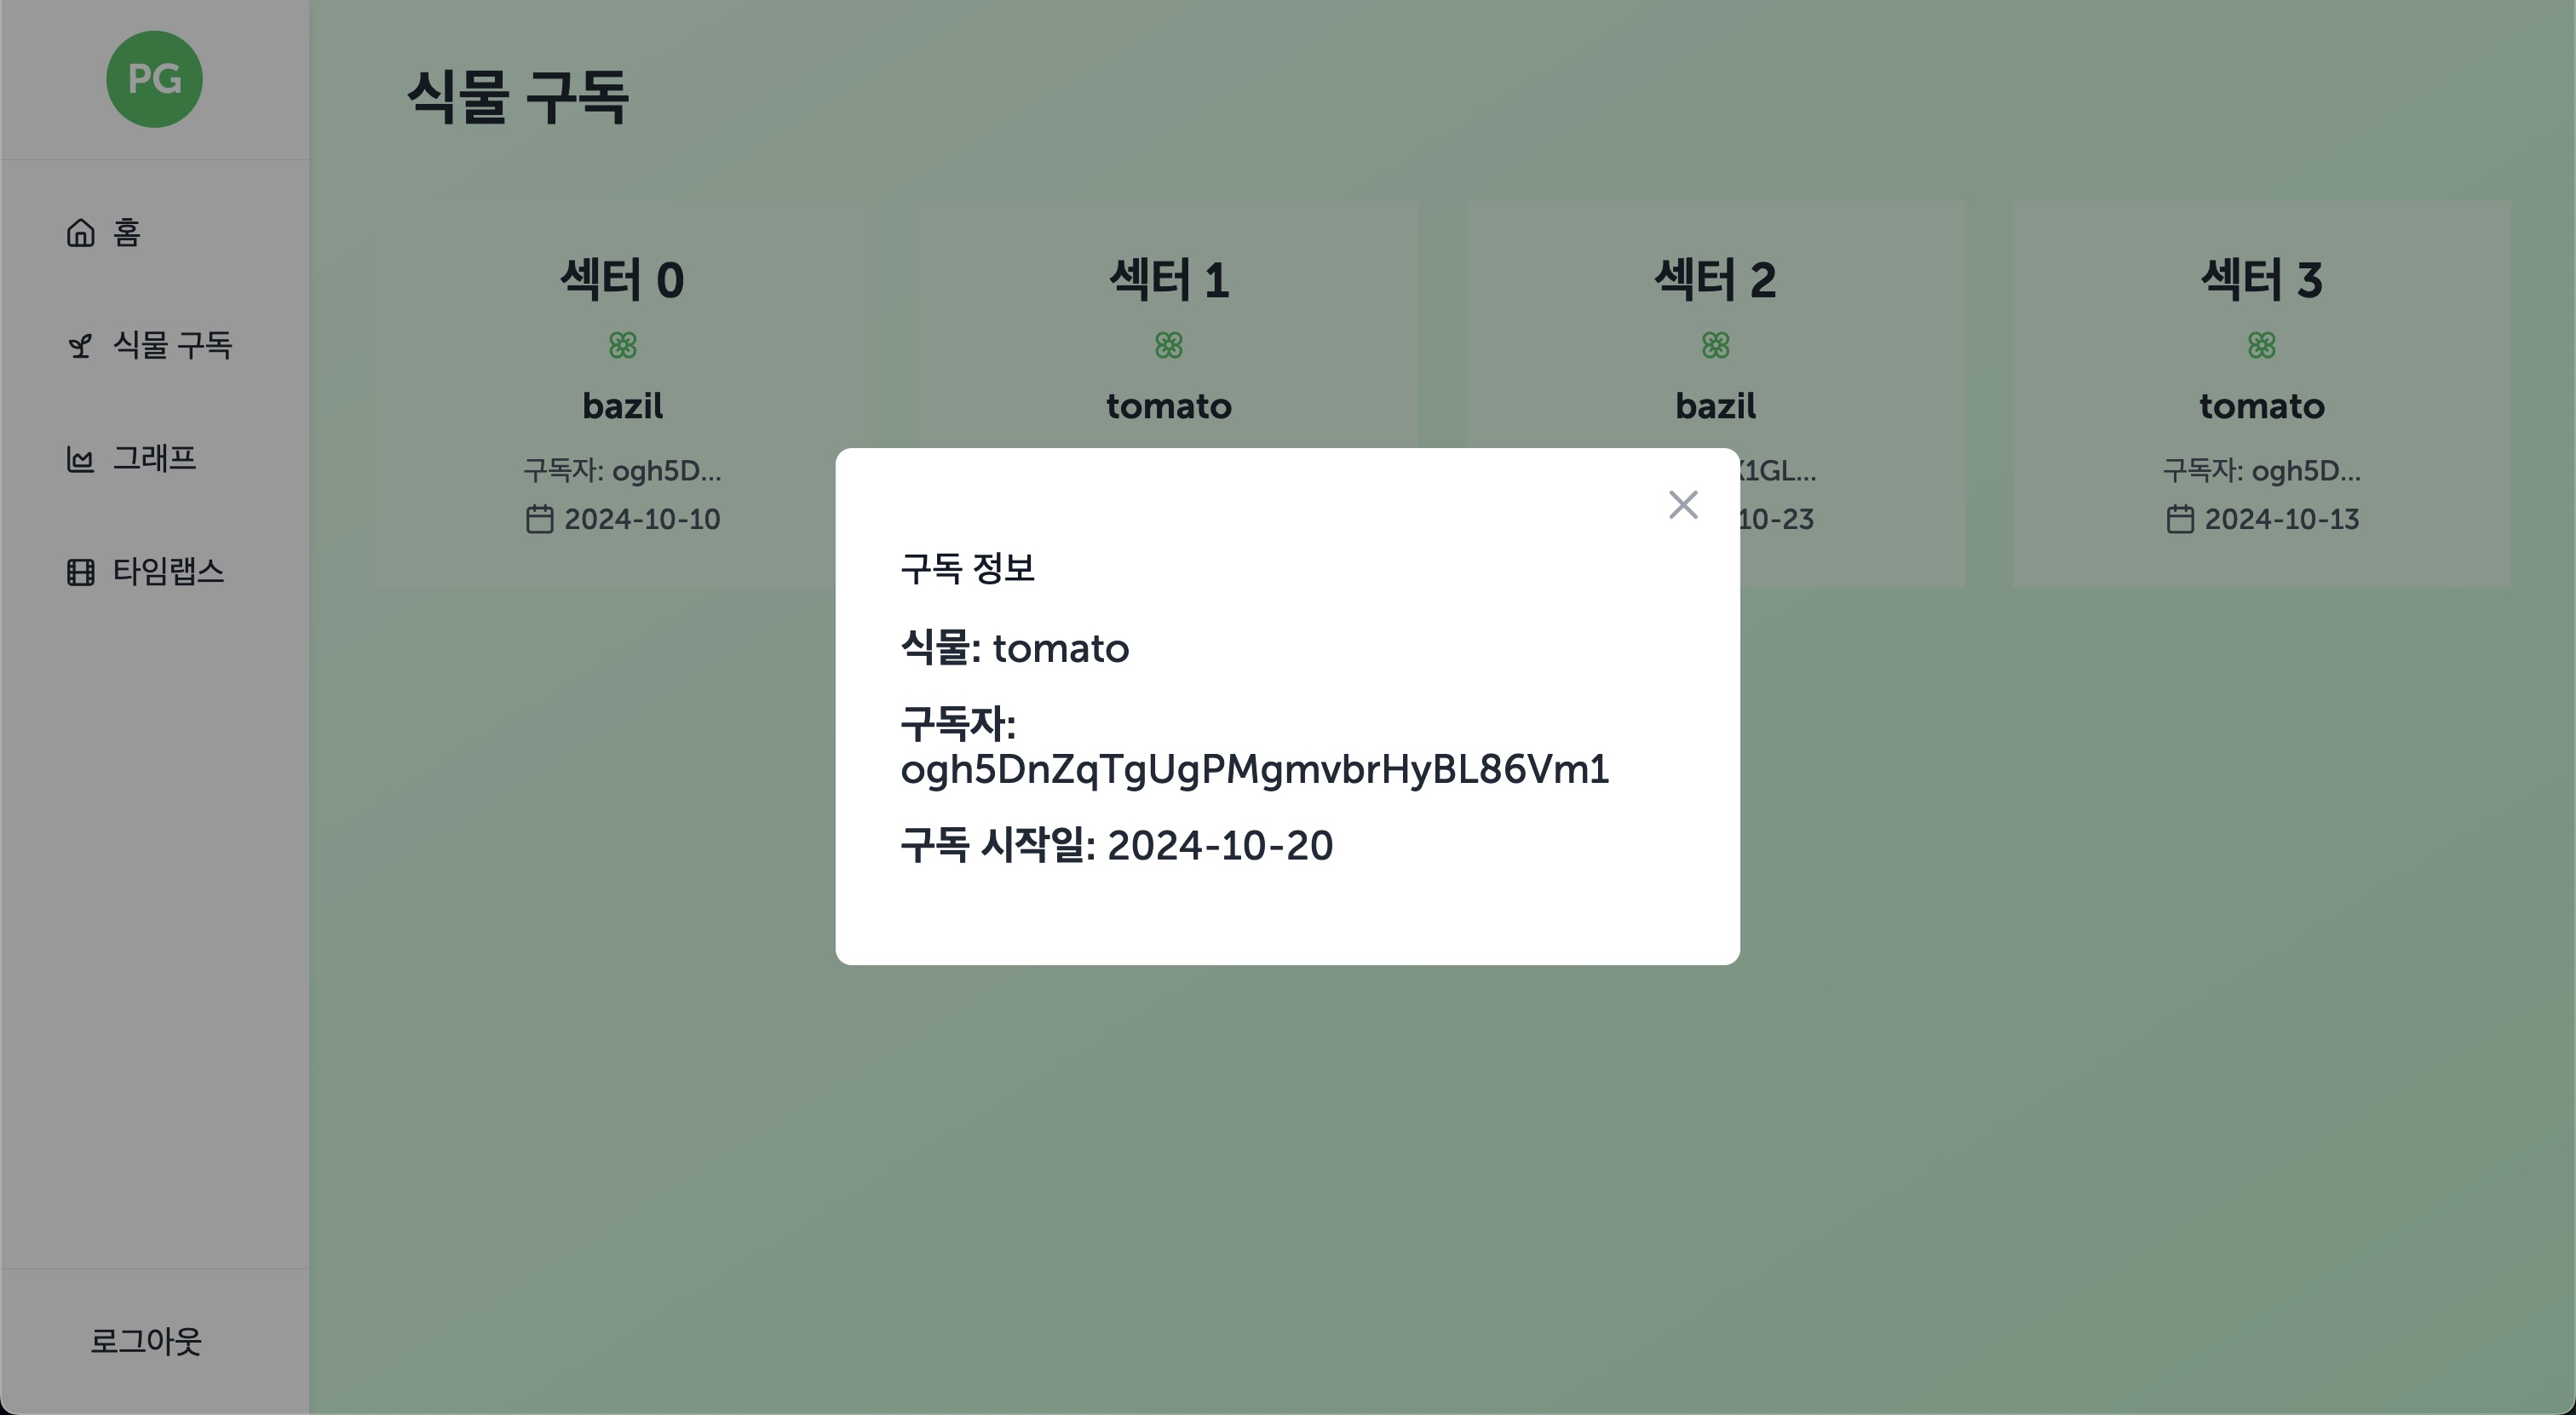 PG
홈
식물 구독
그래프
타임랩스
로그아웃
식물 구독
섹터 0
bazil
구독자: ogh5D...
2024-10-10
섹터 1
tomato
섹터 2
bazil
1GL...
10-23
섹터 3
tomato
구독자: ogh5D...
2024-10-13
구독 정보
식물: tomato
구독자:
ogh5DnZqTgUgPMgmvbrHyBL86Vm1
구독 시작일: 2024-10-20